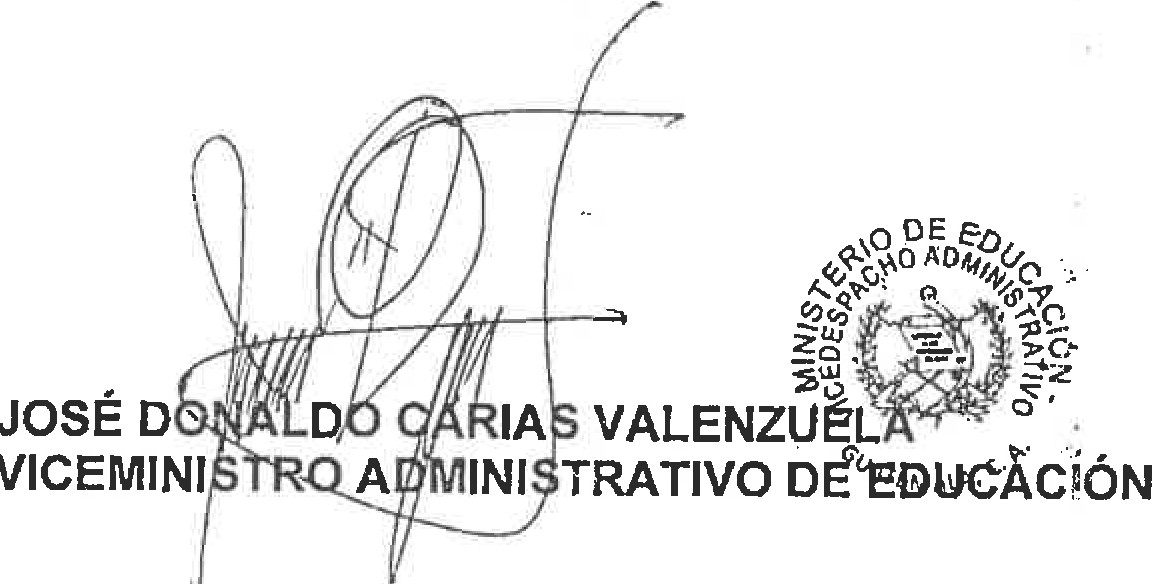 MINISTERIO DE EDUCACIÓN
VICEDESPACHO ADMINISTRATIVO
JOSÉ DONALDO CARIAS VALENZUELA
VICEMINISTRO ADMINISTRATIVO DE EDUCACIÓN